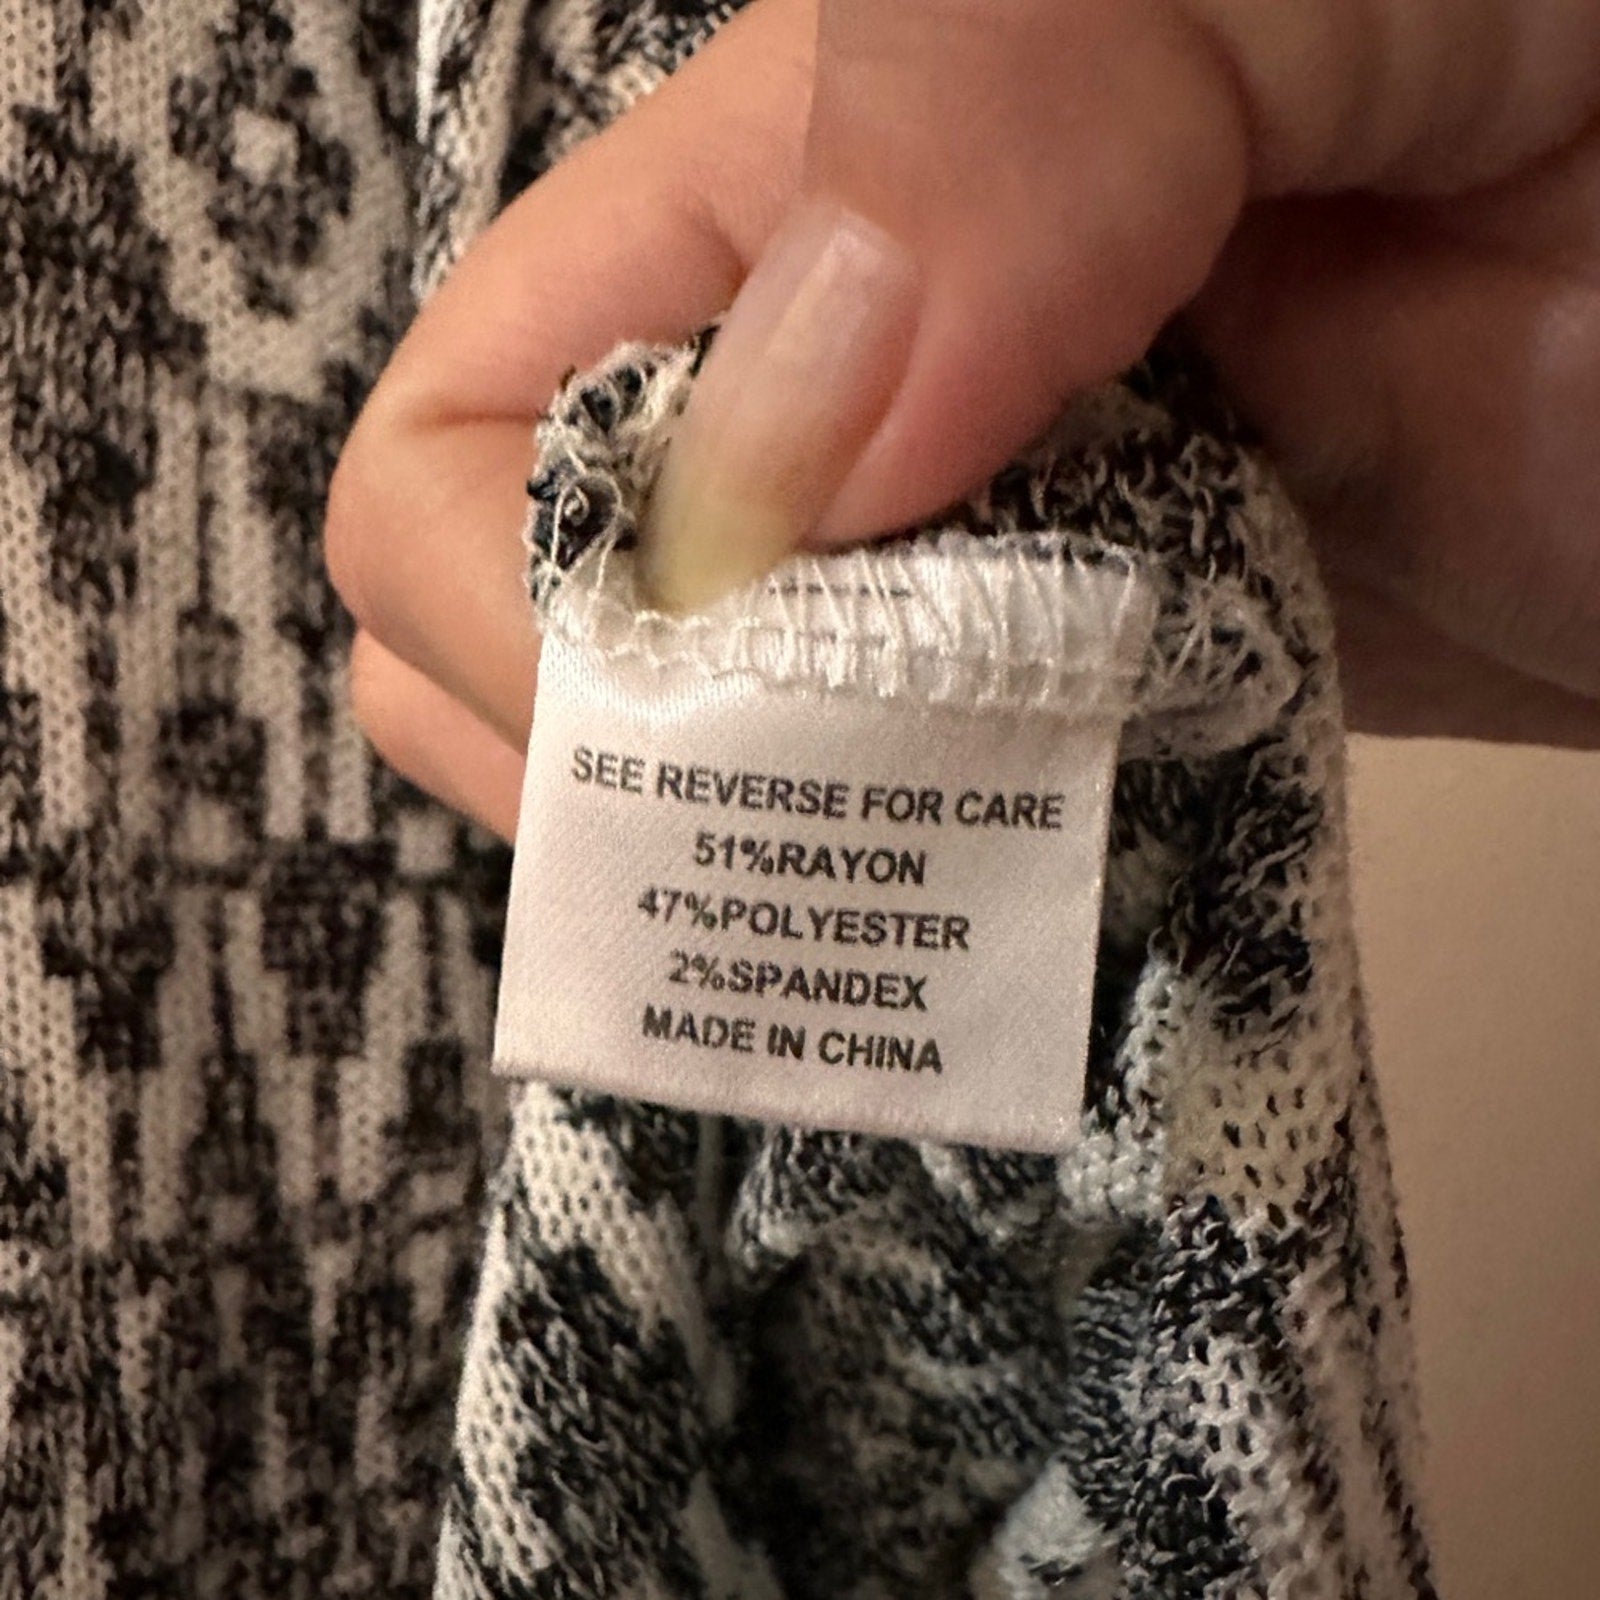 SEE REVERSE FOR CARE
51%RAYON
47%POLYESTER
2%SPANDEX
MADE IN CHINA